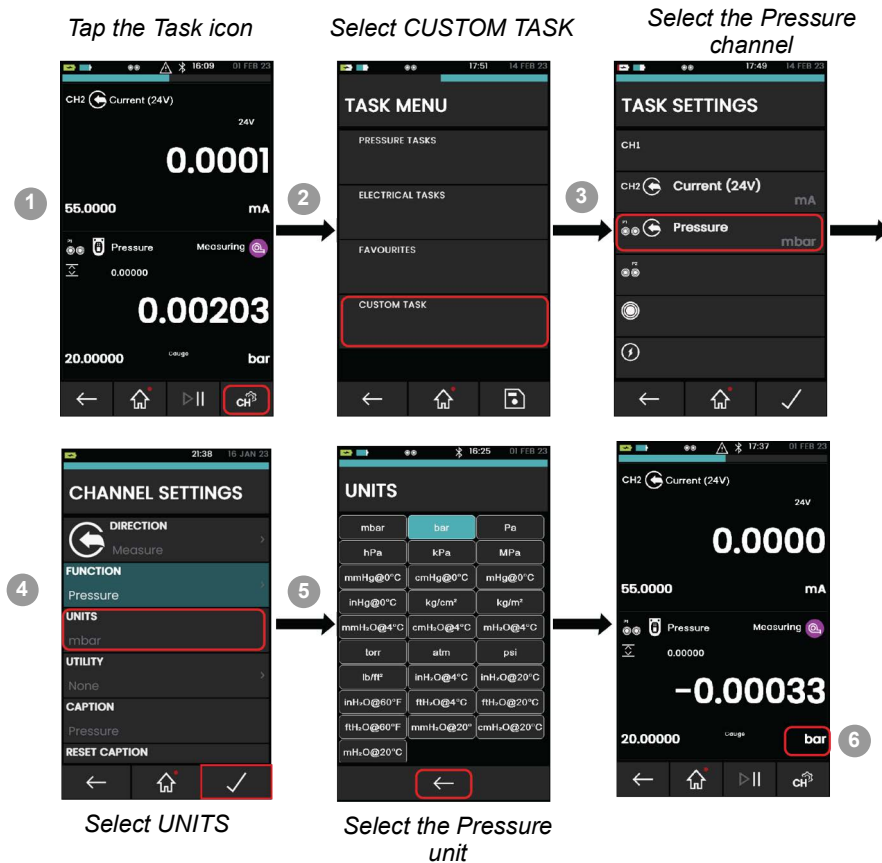 Tap the Task icon
Select CUSTOM TASK
Select the Pressure
channel
1
16:09 01 FEB 23
CH2 Current (24V)
24V
0.0001
55.0000 mA
P1 Pressure Measuring
0.00000
0.00203
20.00000 Gauge bar
CH
2
17:51 14 FEB 23
TASK MENU
PRESSURE TASKS
ELECTRICAL TASKS
FAVOURITES
CUSTOM TASK
3
17:49 14 FEB 23
TASK SETTINGS
CH1
CH2 Current (24V)
mA
P1 Pressure
mbar
P2
4
21:38 16 JAN 23
CHANNEL SETTINGS
DIRECTION
Measure
FUNCTION
Pressure
UNITS
mbar
UTILITY
None
CAPTION
Pressure
RESET CAPTION
Select UNITS
5
16:25 01 FEB 23
UNITS
mbar bar Pa
hPa kPa MPa
mmHg@0°C cmHg@0°C mHg@0°C
inHg@0°C kg/cm² kg/m²
mmH₂O@4°C cmH₂O@4°C mH₂O@4°C
torr atm psi
lb/ft² inH₂O@4°C inH₂O@20°C
inH₂O@60°F ftH₂O@4°C ftH₂O@20°C
ftH₂O@60°F mmH₂O@20° cmH₂O@20°C
mH₂O@20°C
Select the Pressure
unit
17:37 01 FEB 23
CH2 Current (24V)
24V
0.0000
55.0000 mA
P1 Pressure Measuring
0.00000
-0.00033
20.00000 Gauge bar
6
CH